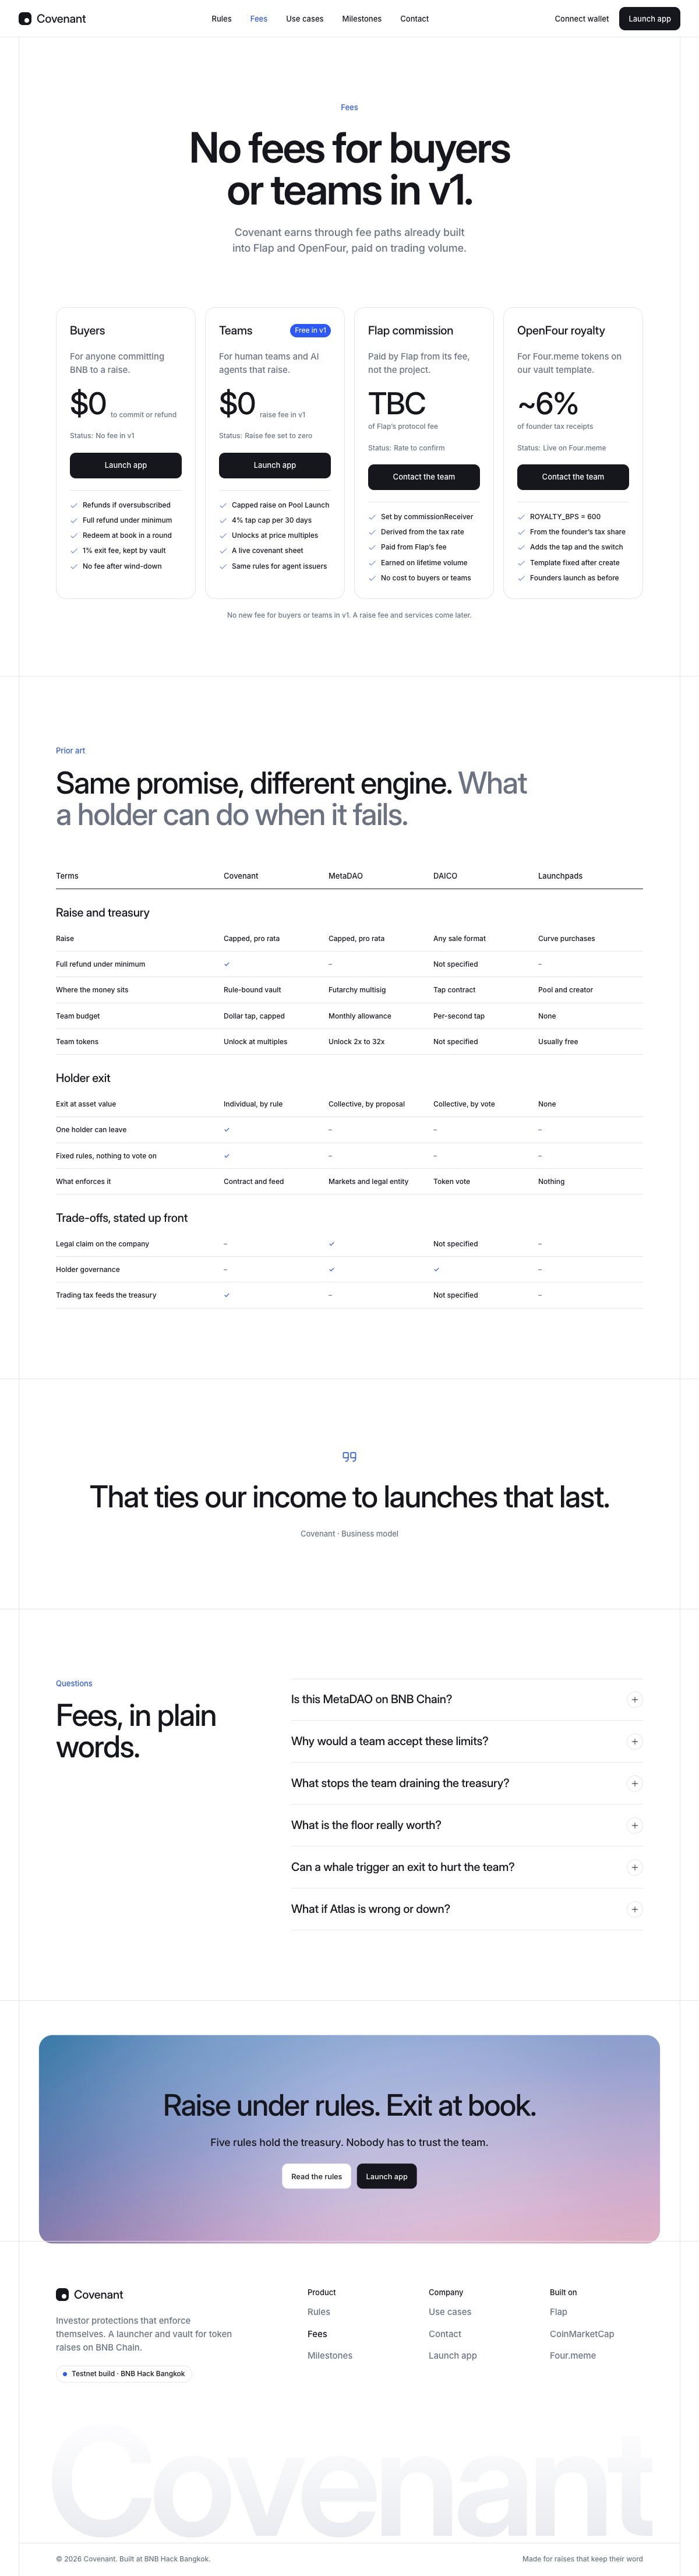 Covenant
Rules Fees Use cases Milestones Contact
Connect wallet Launch app
Fees
No fees for buyers
or teams in v1.
Covenant earns through fee paths already built
into Flap and OpenFour, paid on trading volume.
Buyers
For anyone committing
BNB to a raise.
$0 to commit or refund
Status: No fee in v1
Launch app
Refunds if oversubscribed
Full refund under minimum
Redeem at book in a round
1% exit fee, kept by vault
No fee after wind-down
Teams Free in v1
For human teams and AI
agents that raise.
$0 raise fee in v1
Status: Raise fee set to zero
Launch app
Capped raise on Pool Launch
4% tap cap per 30 days
Unlocks at price multiples
A live covenant sheet
Same rules for agent issuers
Flap commission
Paid by Flap from its fee,
not the project.
TBC
of Flap's protocol fee
Status: Rate to confirm
Contact the team
Set by commissionReceiver
Derived from the tax rate
Paid from Flap's fee
Earned on lifetime volume
No cost to buyers or teams
OpenFour royalty
For Four.meme tokens on
our vault template.
~6%
of founder tax receipts
Status: Live on Four.meme
Contact the team
ROYALTY_BPS = 600
From the founder's tax share
Adds the tap and the switch
Template fixed after create
Founders launch as before
No new fee for buyers or teams in v1. A raise fee and services come later.
Prior art
Same promise, different engine. What
a holder can do when it fails.
Terms Covenant MetaDAO DAICO Launchpads
Raise and treasury
Raise Capped, pro rata Capped, pro rata Any sale format Curve purchases
Full refund under minimum ✓ – Not specified –
Where the money sits Rule-bound vault Futarchy multisig Tap contract Pool and creator
Team budget Dollar tap, capped Monthly allowance Per-second tap None
Team tokens Unlock at multiples Unlock 2x to 32x Not specified Usually free
Holder exit
Exit at asset value Individual, by rule Collective, by proposal Collective, by vote None
One holder can leave ✓ – – –
Fixed rules, nothing to vote on ✓ – – –
What enforces it Contract and feed Markets and legal entity Token vote Nothing
Trade-offs, stated up front
Legal claim on the company – ✓ Not specified –
Holder governance – ✓ ✓ –
Trading tax feeds the treasury ✓ – Not specified –
That ties our income to launches that last.
Covenant · Business model
Questions
Fees, in plain
words.
Is this MetaDAO on BNB Chain?
Why would a team accept these limits?
What stops the team draining the treasury?
What is the floor really worth?
Can a whale trigger an exit to hurt the team?
What if Atlas is wrong or down?
Raise under rules. Exit at book.
Five rules hold the treasury. Nobody has to trust the team.
Read the rules Launch app
Covenant
Investor protections that enforce
themselves. A launcher and vault for token
raises on BNB Chain.
Testnet build · BNB Hack Bangkok
Product
Rules
Fees
Milestones
Company
Use cases
Contact
Launch app
Built on
Flap
CoinMarketCap
Four.meme
Covenant
© 2026 Covenant. Built at BNB Hack Bangkok.
Made for raises that keep their word